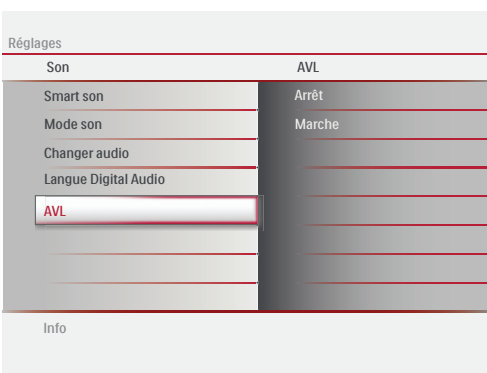 Réglages
Son AVL
Smart son Arrêt
Mode son Marche
Changer audio
Langue Digital Audio
AVL
Info